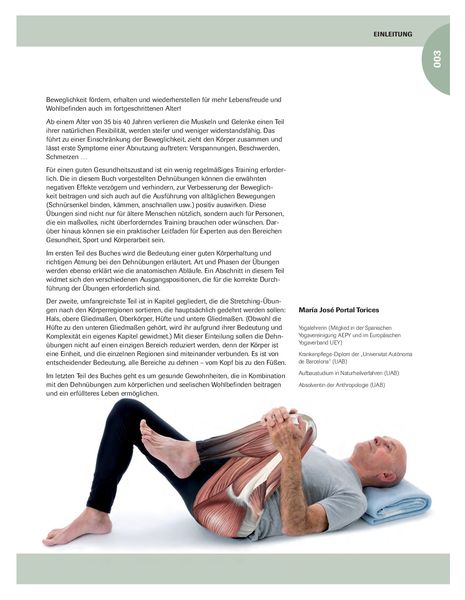 EINLEITUNG
003
Beweglichkeit fördern, erhalten und wiederherstellen für mehr Lebensfreude und
Wohlbefinden auch im fortgeschrittenen Alter!
Ab einem Alter von 35 bis 40 Jahren verlieren die Muskeln und Gelenke einen Teil
ihrer natürlichen Flexibilität, werden steifer und weniger widerstandsfähig. Das
führt zu einer Einschränkung der Beweglichkeit, zieht den Körper zusammen und
lässt erste Symptome einer Abnutzung auftreten: Verspannungen, Beschwerden,
Schmerzen …
Für einen guten Gesundheitszustand ist ein wenig regelmäßiges Training erforder-
lich. Die in diesem Buch vorgestellten Dehnübungen können die erwähnten
negativen Effekte verzögern und verhindern, zur Verbesserung der Beweglich-
keit beitragen und sich auch auf die Ausführung von alltäglichen Bewegungen
(Schnürsenkel binden, kämmen, anschnallen usw.) positiv auswirken. Diese
Übungen sind nicht nur für ältere Menschen nützlich, sondern auch für Personen,
die ein maßvolles, nicht überforderndes Training brauchen oder wünschen. Dar-
über hinaus können sie ein praktischer Leitfaden für Experten aus den Bereichen
Gesundheit, Sport und Körperarbeit sein.
Im ersten Teil des Buches wird die Bedeutung einer guten Körperhaltung und
richtigen Atmung bei den Dehnübungen erläutert. Art und Phasen der Übungen
werden ebenso erklärt wie die anatomischen Abläufe. Ein Abschnitt in diesem Teil
widmet sich den verschiedenen Ausgangspositionen, die für die korrekte Durch-
führung der Übungen erforderlich sind.
Der zweite, umfangreichste Teil ist in Kapitel gegliedert, die die Stretching-Übun-
gen nach den Körperregionen sortieren, die hauptsächlich gedehnt werden sollen:
Hals, obere Gliedmaßen, Oberkörper, Hüfte und untere Gliedmaßen. (Obwohl die
Hüfte zu den unteren Gliedmaßen gehört, wird ihr aufgrund ihrer Bedeutung und
Komplexität ein eigenes Kapitel gewidmet.) Mit dieser Einteilung sollen die Dehn-
übungen nicht auf einen einzigen Bereich reduziert werden, denn der Körper ist
eine Einheit, und die einzelnen Regionen sind miteinander verbunden. Es ist von
entscheidender Bedeutung, alle Bereiche zu dehnen – vom Kopf bis zu den Füßen.
Im letzten Teil des Buches geht es um gesunde Gewohnheiten, die in Kombination
mit den Dehnübungen zum körperlichen und seelischen Wohlbefinden beitragen
und ein erfüllteres Leben ermöglichen.
María José Portal Torices
Yogalehrerin (Mitglied in der Spanischen
Yogavereinigung AEPY und im Europäischen
Yogaverband UEY)
Krankenpflege-Diplom der „Universitat Autònoma
de Barcelona“ (UAB)
Aufbaustudium in Naturheilverfahren (UAB)
Absolventin der Anthropologie (UAB)